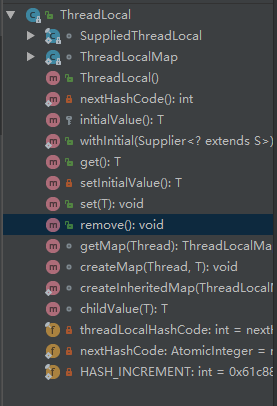 ThreadLocal
SuppliedThreadLocal
ThreadLocalMap
ThreadLocal()
nextHashCode(): int
initialValue(): T
withInitial(Supplier<? extends S>)
get(): T
setInitialValue(): T
set(T): void
remove(): void
getMap(Thread): ThreadLocalMa
createMap(Thread, T): void
createInheritedMap(ThreadLocal
childValue(T): T
threadLocalHashCode: int = next
nextHashCode: AtomicInteger = n
HASH_INCREMENT: int = 0x61c88